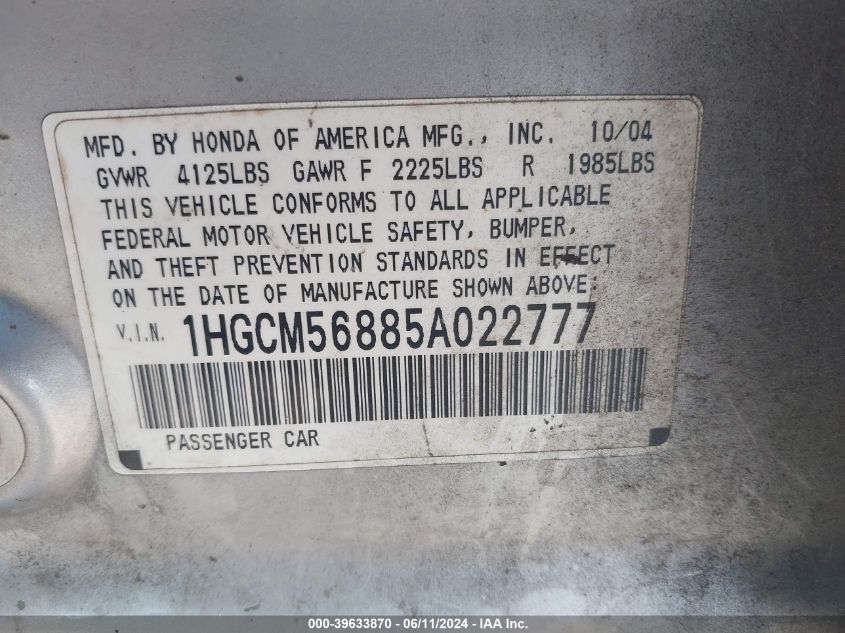 MFD. BY HONDA OF AMERICA MFG., INC. 10/04
GVWR 4125LBS GAWR F 2225LBS R 1985LBS
THIS VEHICLE CONFORMS TO ALL APPLICABLE
FEDERAL MOTOR VEHICLE SAFETY, BUMPER,
AND THEFT PREVENTION STANDARDS IN EFFECT
ON THE DATE OF MANUFACTURE SHOWN ABOVE.
V.I.N. 1HGCM56885A022777
PASSENGER CAR
000-39633870 - 06/11/2024 - IAA Inc.